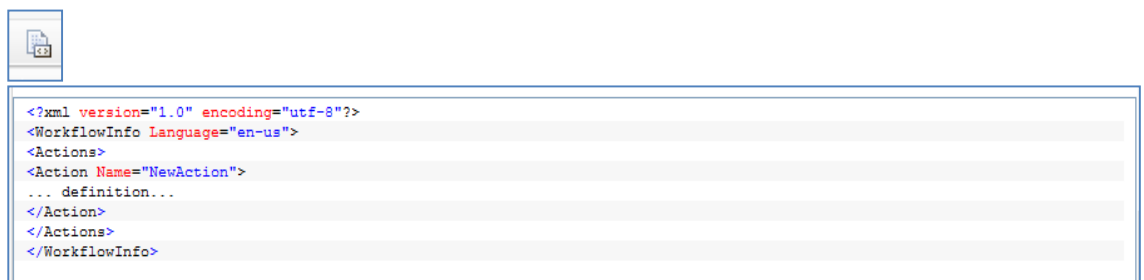 <?xml version="1.0" encoding="utf-8"?>
<WorkflowInfo Language="en-us">
<Actions>
<Action Name="NewAction">
... definition...
</Action>
</Actions>
</WorkflowInfo>